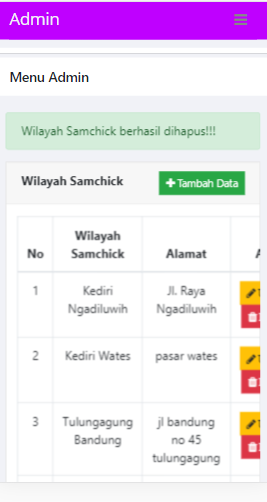 Admin
Menu Admin
Wilayah Samchick berhasil dihapus!!!
Wilayah Samchick
Tambah Data
No
Wilayah
Samchick
Alamat
1
Kediri
Ngadiluwih
Jl. Raya
Ngadiluwih
2
Kediri Wates
pasar wates
3
Tulungagung
Bandung
jl bandung
no 45
tulungagung